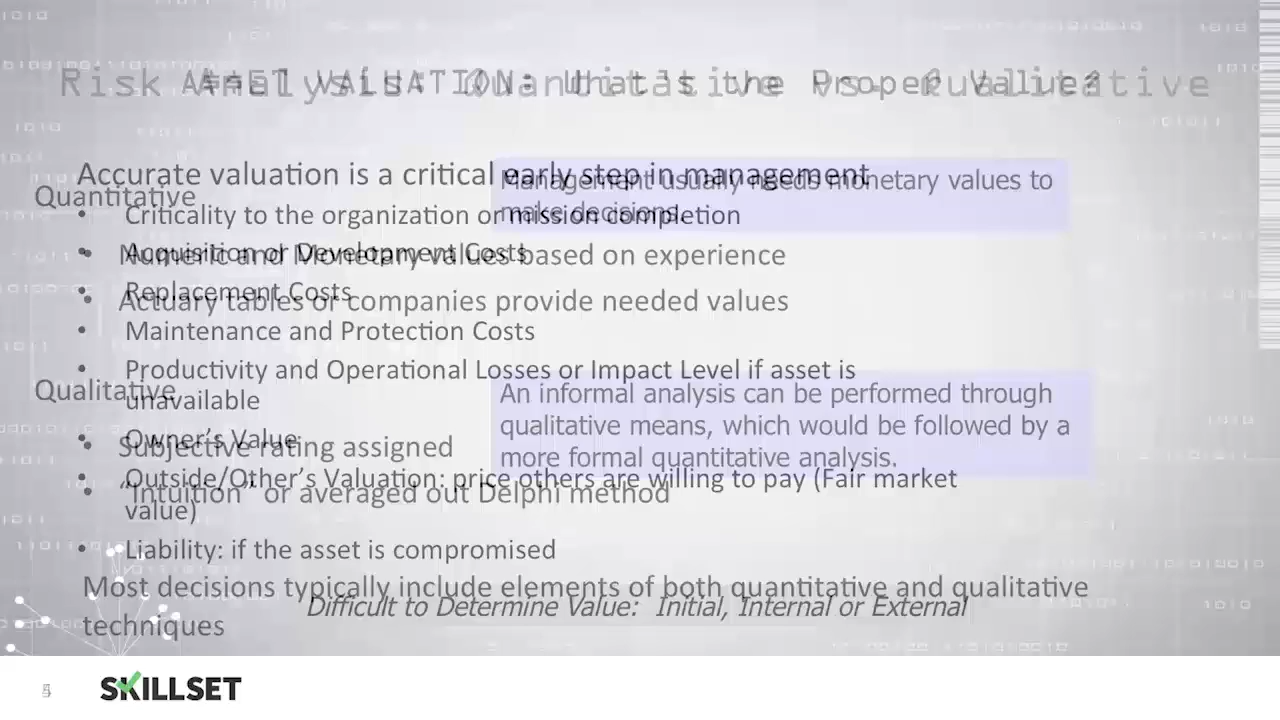 Risk Analysis: Quantitative vs. Qualitative
ASSET VALUATION: What is the Proper Value?
Accurate valuation is a critical early step in management
• Criticality to the organization or mission completion
• Acquisition or Development Costs
• Replacement Costs
• Maintenance and Protection Costs
• Productivity and Operational Losses or Impact Level if asset is
unavailable
• Owner's Value
• Outside/Other's Valuation: price others are willing to pay (Fair market
value)
• Liability: if the asset is compromised
Difficult to Determine Value: Initial, Internal or External
Quantitative
• Numeric and Monetary values based on experience
• Actuary tables or companies provide needed values
Management usually needs monetary values to
make decisions.
Qualitative
• Subjective rating assigned
• "Intuition" or averaged out Delphi method
An informal analysis can be performed through
qualitative means, which would be followed by a
more formal quantitative analysis.
Most decisions typically include elements of both quantitative and qualitative
techniques
SKILLSET